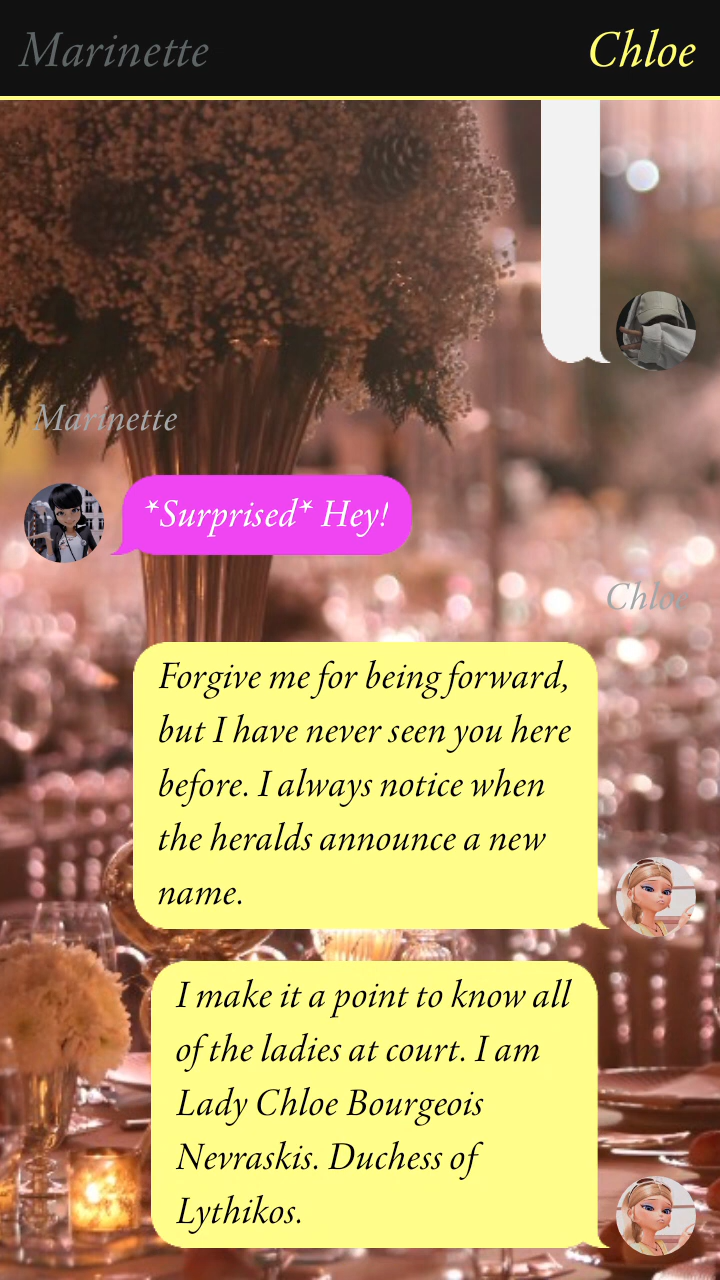 Marinette
Chloe
Marinette
*Surprised* Hey!
Chloe
Forgive me for being forward,
but I have never seen you here
before. I always notice when
the heralds announce a new
name.
I make it a point to know all
of the ladies at court. I am
Lady Chloe Bourgeois
Nevraskis. Duchess of
Lythikos.